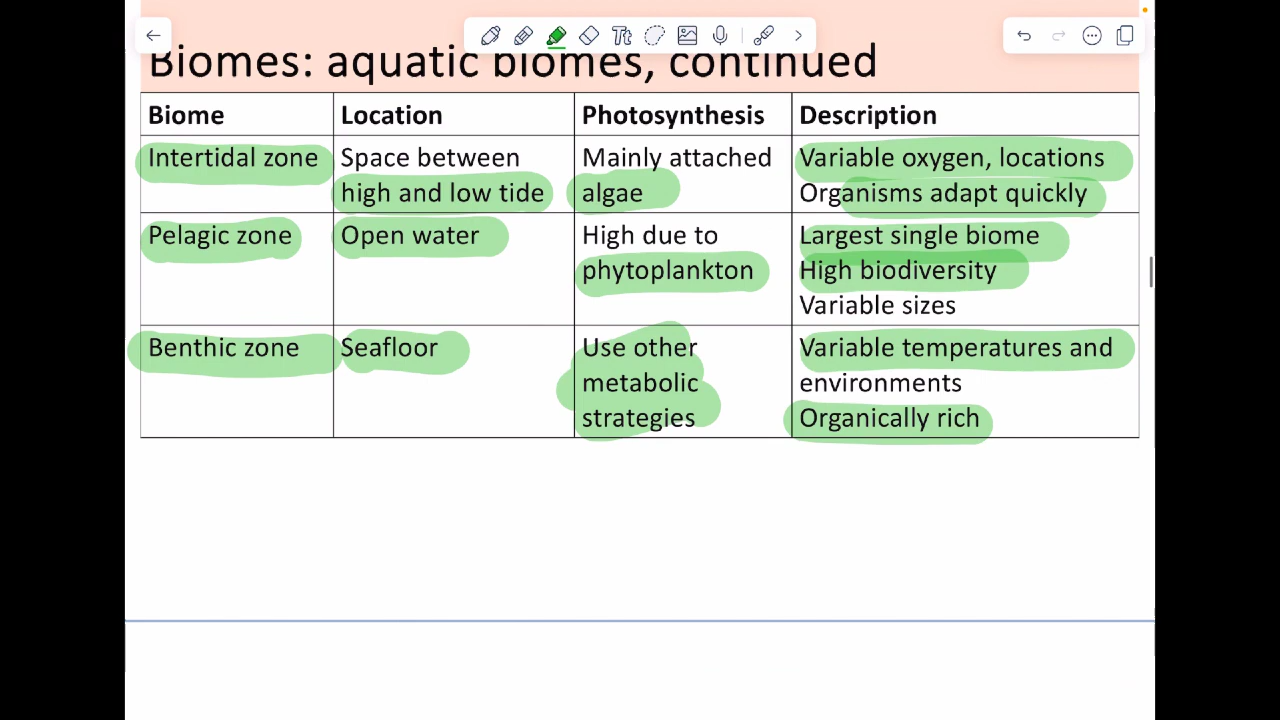 Biomes: aquatic biomes, continued
Biome Location Photosynthesis Description
Intertidal zone Space between Mainly attached Variable oxygen, locations
high and low tide algae Organisms adapt quickly
Pelagic zone Open water High due to Largest single biome
phytoplankton High biodiversity
Variable sizes
Benthic zone Seafloor Use other Variable temperatures and
metabolic environments
strategies Organically rich